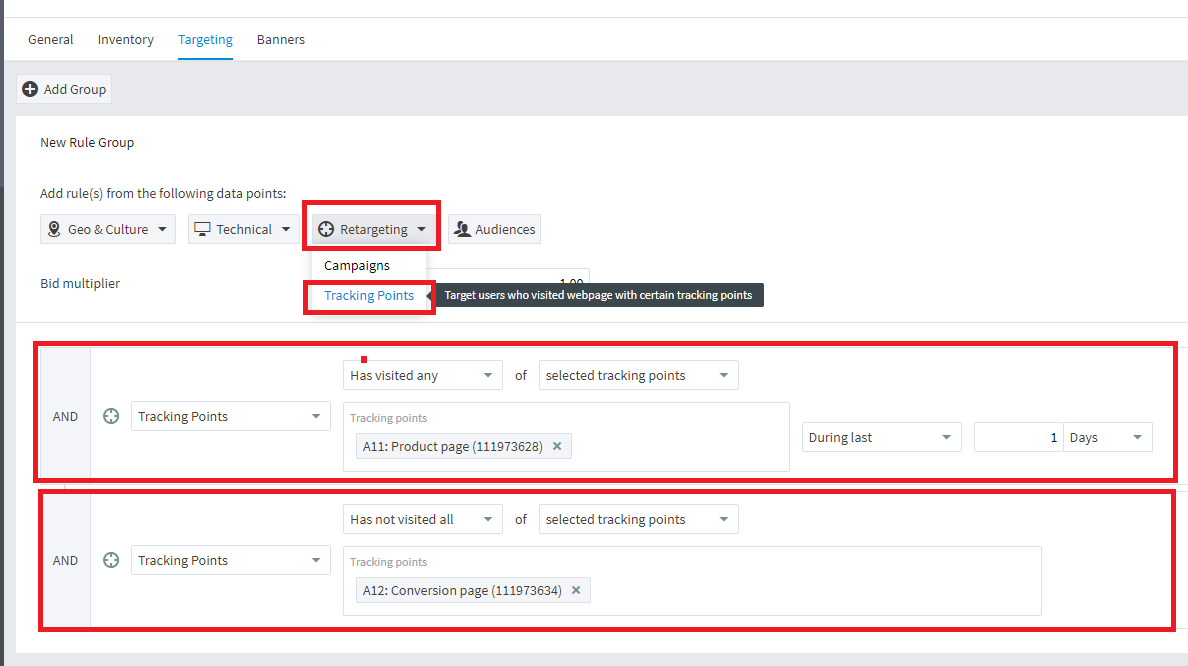 General Inventory Targeting Banners
Add Group
New Rule Group
Add rule(s) from the following data points:
Geo & Culture Technical Retargeting Audiences
Campaigns
Bid multiplier
Tracking Points Target users who visited webpage with certain tracking points
Has visited any of selected tracking points
AND Tracking Points
Tracking points
A11: Product page (111973628)
During last 1 Days
Has not visited all of selected tracking points
AND Tracking Points
Tracking points
A12: Conversion page (111973634)